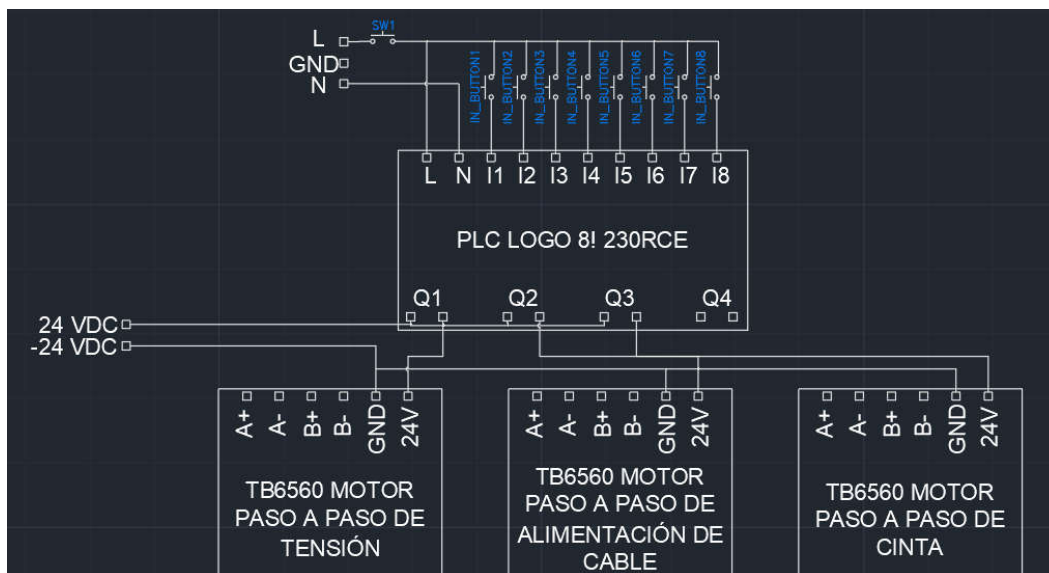 SW1
L
GND
N
IN_BUTTON1
IN_BUTTON2
IN_BUTTON3
IN_BUTTON4
IN_BUTTON5
IN_BUTTON6
IN_BUTTON7
IN_BUTTON8
L N I1 I2 I3 I4 I5 I6 I7 I8
PLC LOGO 8! 230RCE
Q1 Q2 Q3 Q4
24 VDC
-24 VDC
A+ A- B+ B- GND 24V
TB6560 MOTOR
PASO A PASO DE
TENSIÓN
A+ A- B+ B- GND 24V
TB6560 MOTOR
PASO A PASO DE
ALIMENTACIÓN DE
CABLE
A+ A- B+ B- GND 24V
TB6560 MOTOR
PASO A PASO DE
CINTA